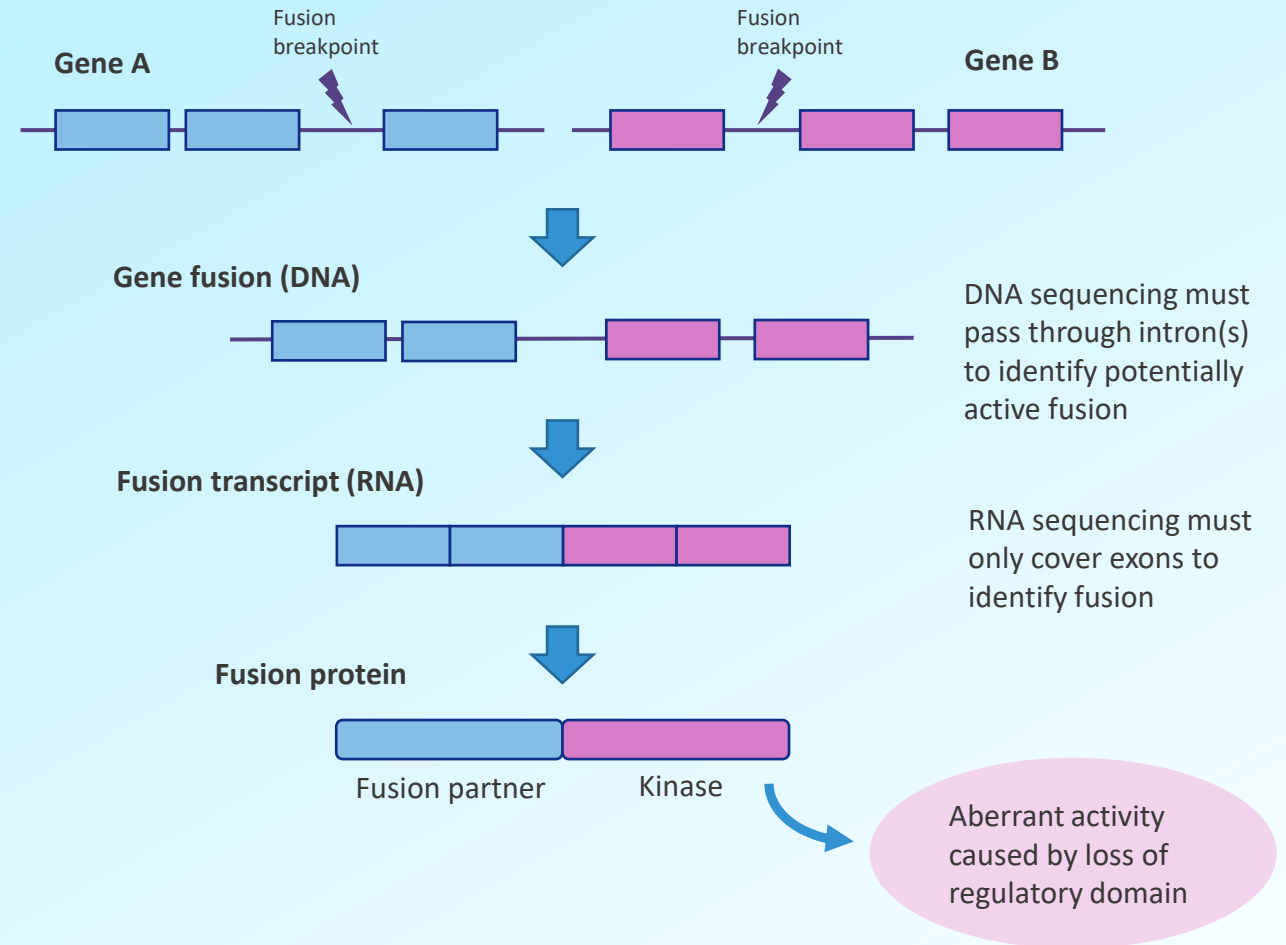 Fusion
breakpoint
Fusion
breakpoint
Gene A
Gene B
Gene fusion (DNA)
DNA sequencing must
pass through intron(s)
to identify potentially
active fusion
Fusion transcript (RNA)
RNA sequencing must
only cover exons to
identify fusion
Fusion protein
Fusion partner
Kinase
Aberrant activity
caused by loss of
regulatory domain